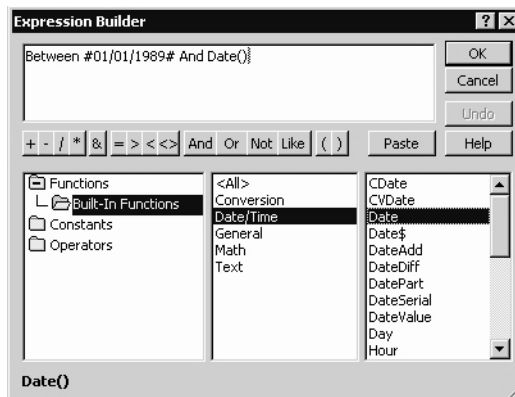 Expression Builder ? x
Between #01/01/1989# And Date()
OK
Cancel
Undo
+ - / * & = > < <> And Or Not Like ( ) Paste Help
Functions
Built-In Functions
Constants
Operators
<All>
Conversion
Date/Time
General
Math
Text
CDate
CVDate
Date
Date$
DateAdd
DateDiff
DatePart
DateSerial
DateValue
Day
Hour
Date()